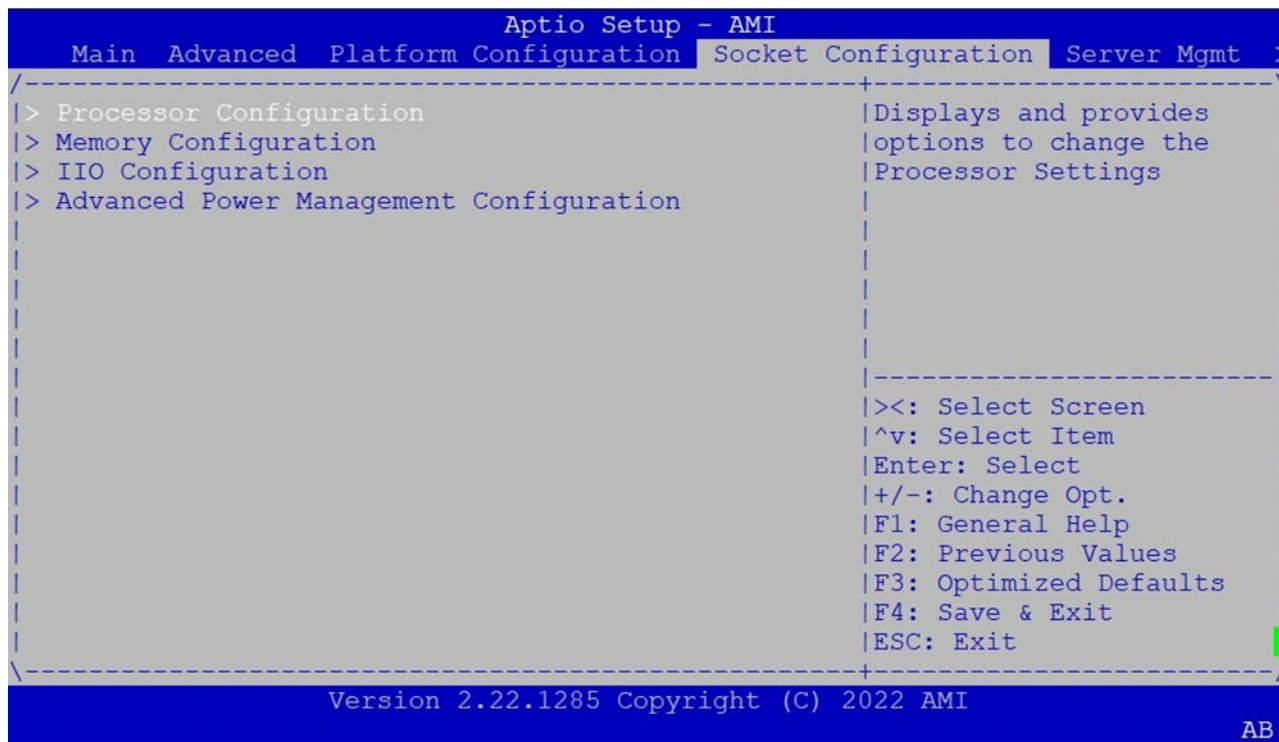 Aptio Setup - AMI
Main Advanced Platform Configuration Socket Configuration Server Mgmt >
/----------------------------------------------------+-------------------------\
|> Processor Configuration |Displays and provides
|> Memory Configuration |options to change the
|> IIO Configuration |Processor Settings
|> Advanced Power Management Configuration |
| |
| |
| |
| |
| |
| |-------------------------
| |><: Select Screen
| |^v: Select Item
| |Enter: Select
| |+/-: Change Opt.
| |F1: General Help
| |F2: Previous Values
| |F3: Optimized Defaults
| |F4: Save & Exit
| |ESC: Exit
\----------------------------------------------------+-------------------------/
Version 2.22.1285 Copyright (C) 2022 AMI
AB